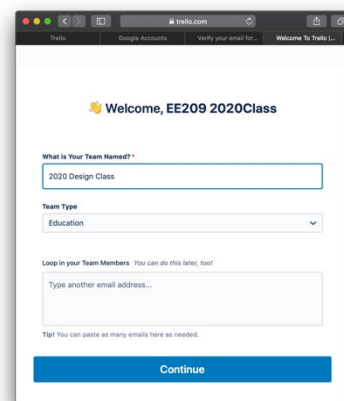 trello.com
Trello
Google Accounts
Verify your email for...
Welcome To Trello |...
👋 Welcome, EE209 2020Class
What is Your Team Named? *
2020 Design Class
Team Type
Education
Loop in your Team Members You can do this later, too!
Type another email address...
Tip! You can paste as many emails here as needed.
Continue